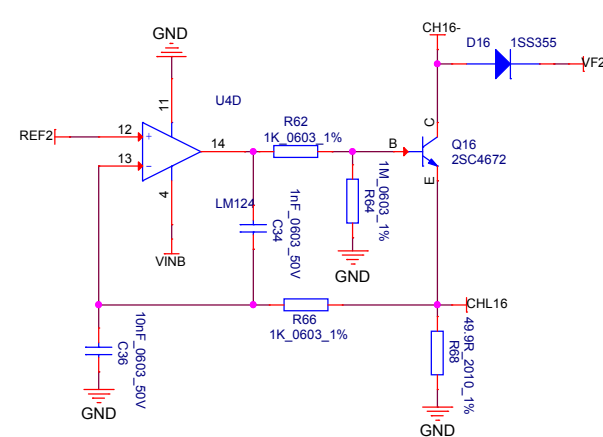 CH16-
D16
1SS355
VF2
GND
U4D
11
R62
1K_0603_1%
REF2
12
+
14
13
-
4
B
C
Q16
2SC4672
E
1M_0603_1%
R64
LM124
1nF_0603_50V
C34
VINB
GND
CHL16
R66
1K_0603_1%
10nF_0603_50V
C36
49.9R_2010_1%
R68
GND
GND